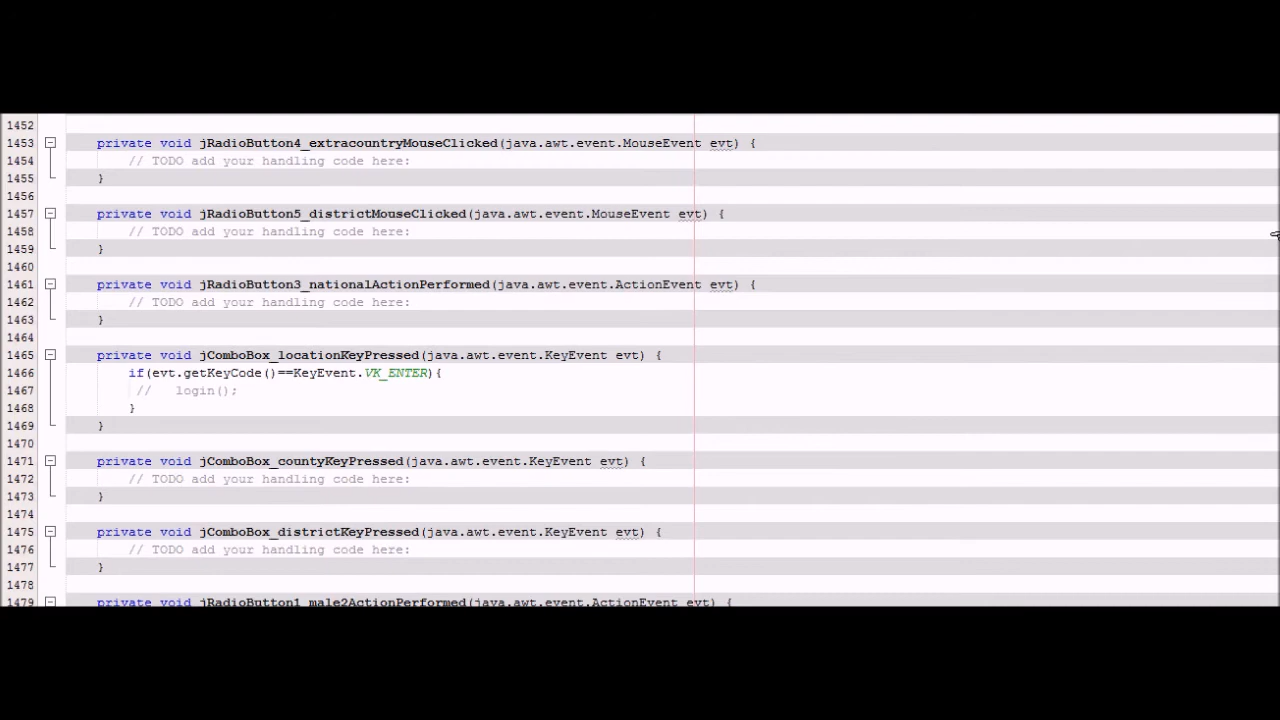 1452
1453 private void jRadioButton4_extracountryMouseClicked(java.awt.event.MouseEvent evt) {
1454 // TODO add your handling code here:
1455 }
1456
1457 private void jRadioButton5_districtMouseClicked(java.awt.event.MouseEvent evt) {
1458 // TODO add your handling code here:
1459 }
1460
1461 private void jRadioButton3_nationalActionPerformed(java.awt.event.ActionEvent evt) {
1462 // TODO add your handling code here:
1463 }
1464
1465 private void jComboBox_locationKeyPressed(java.awt.event.KeyEvent evt) {
1466 if(evt.getKeyCode()==KeyEvent.VK_ENTER){
1467 // login();
1468 }
1469 }
1470
1471 private void jComboBox_countyKeyPressed(java.awt.event.KeyEvent evt) {
1472 // TODO add your handling code here:
1473 }
1474
1475 private void jComboBox_districtKeyPressed(java.awt.event.KeyEvent evt) {
1476 // TODO add your handling code here:
1477 }
1478
1479 private void jRadioButton1_male2ActionPerformed(java.awt.event.ActionEvent evt) {